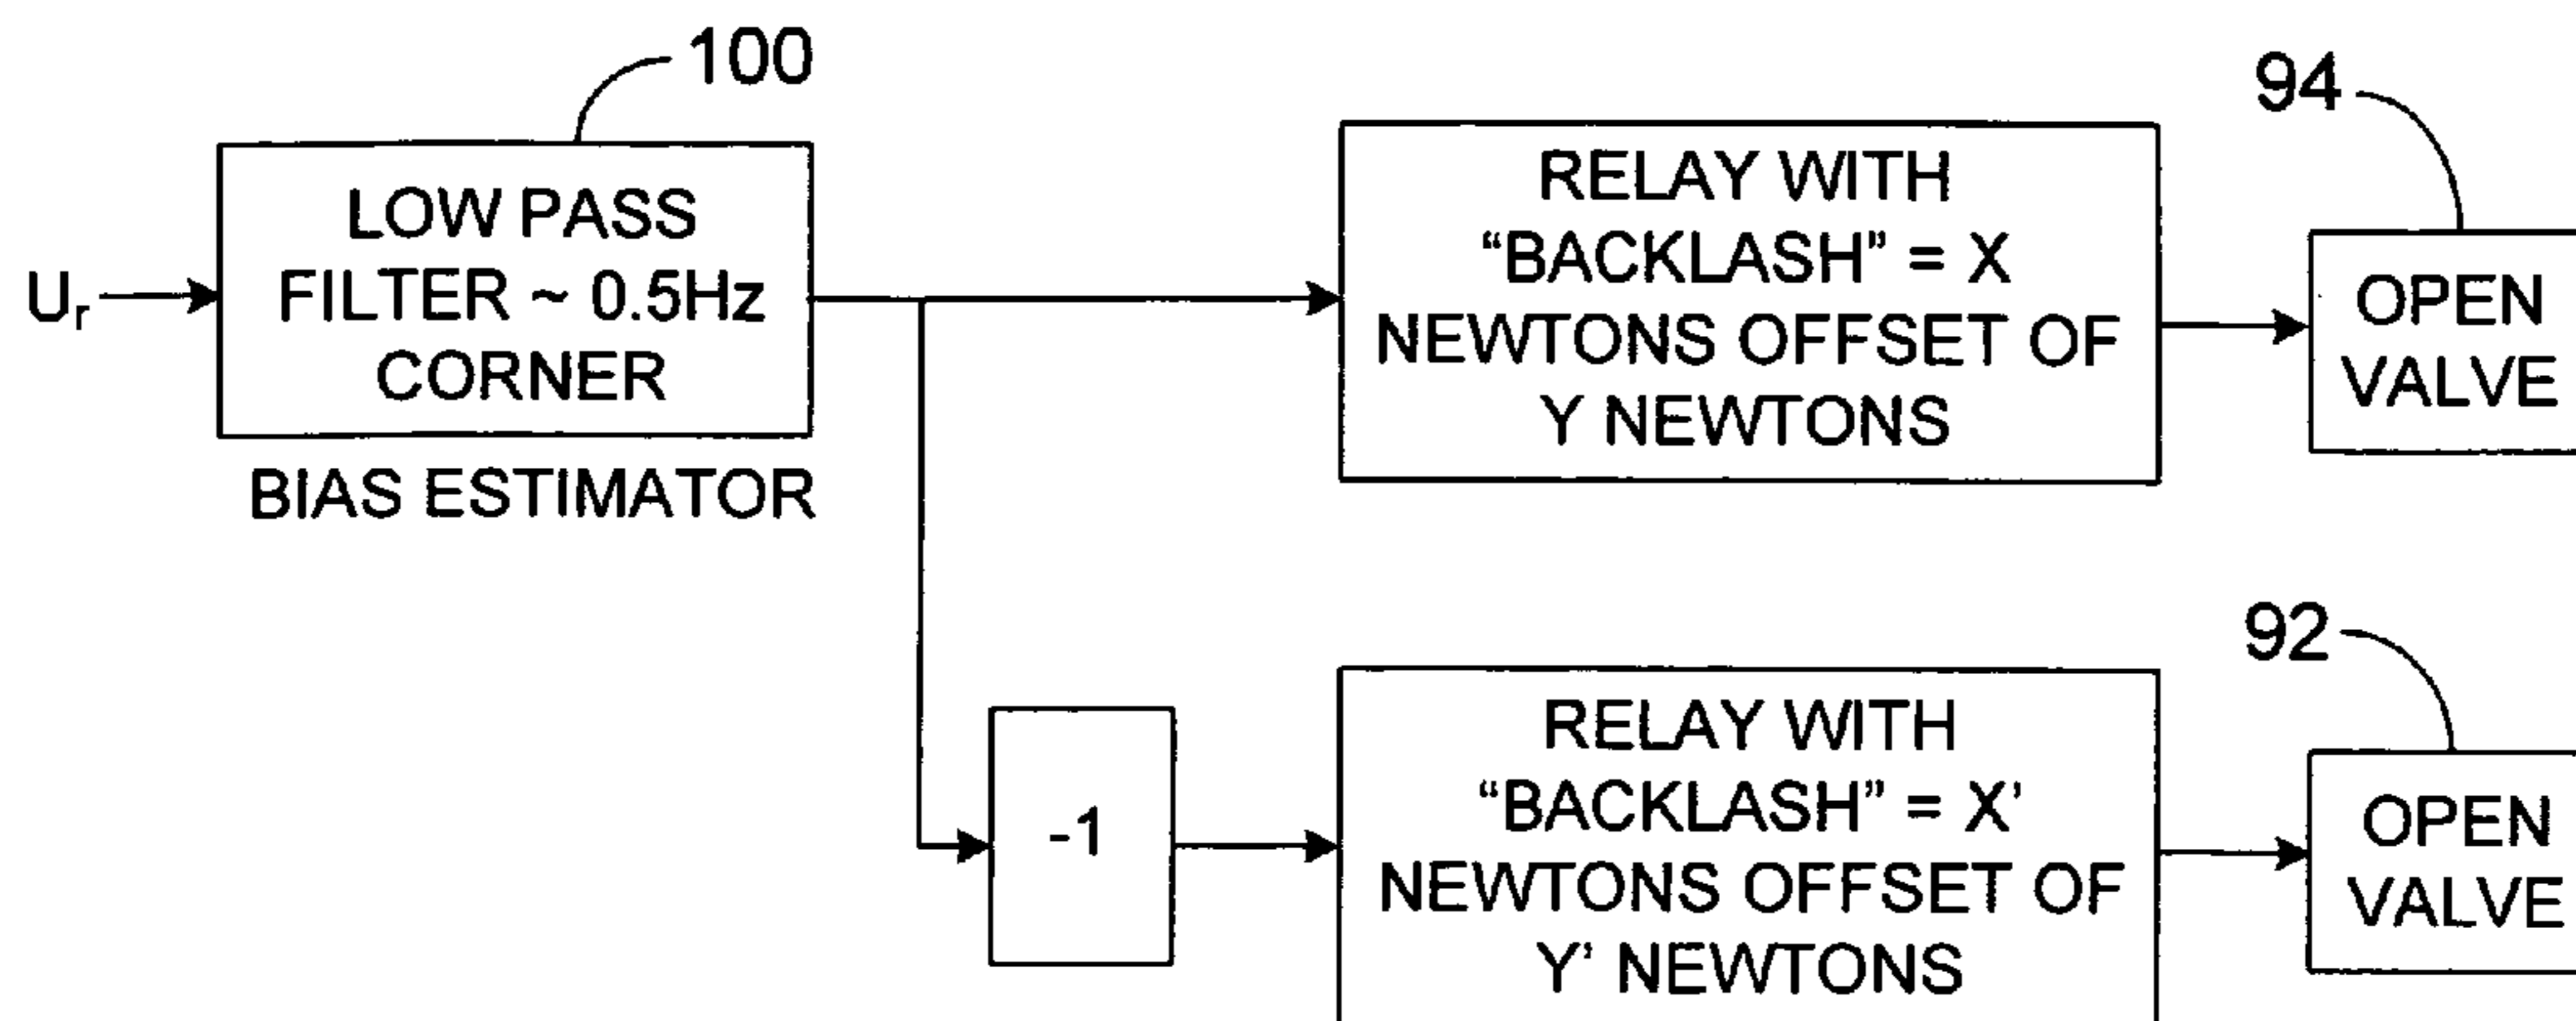 100
LOW PASS
FILTER ~ 0.5Hz
CORNER
BIAS ESTIMATOR
Uᵣ
RELAY WITH
“BACKLASH” = X
NEWTONS OFFSET OF
Y NEWTONS
94
OPEN
VALVE
-1
RELAY WITH
“BACKLASH” = X’
NEWTONS OFFSET OF
Y’ NEWTONS
92
OPEN
VALVE